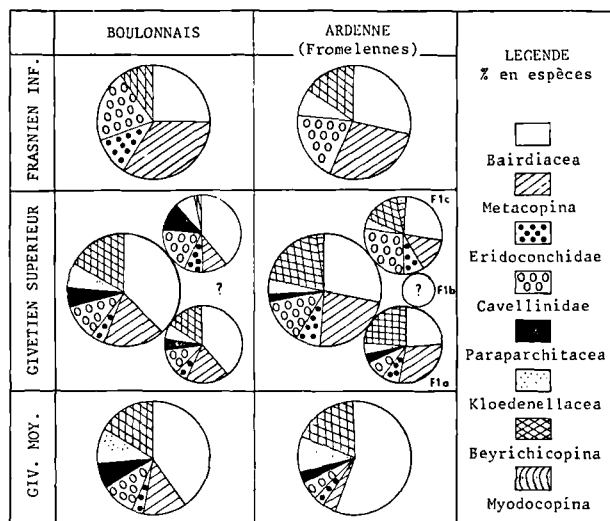 BOULONNAIS
ARDENNE
(Fromelennes)
LEGENDE
% en espèces
FRASNIEN INF.
GIVETIEN SUPERIEUR
?
F1c
?
F1b
F1a
GIV. MOY.
Bairdiacea
Metacopina
Eridoconchidae
Cavellinidae
Paraparchitacea
Kloedenellacea
Beyrichicopina
Myodocopina